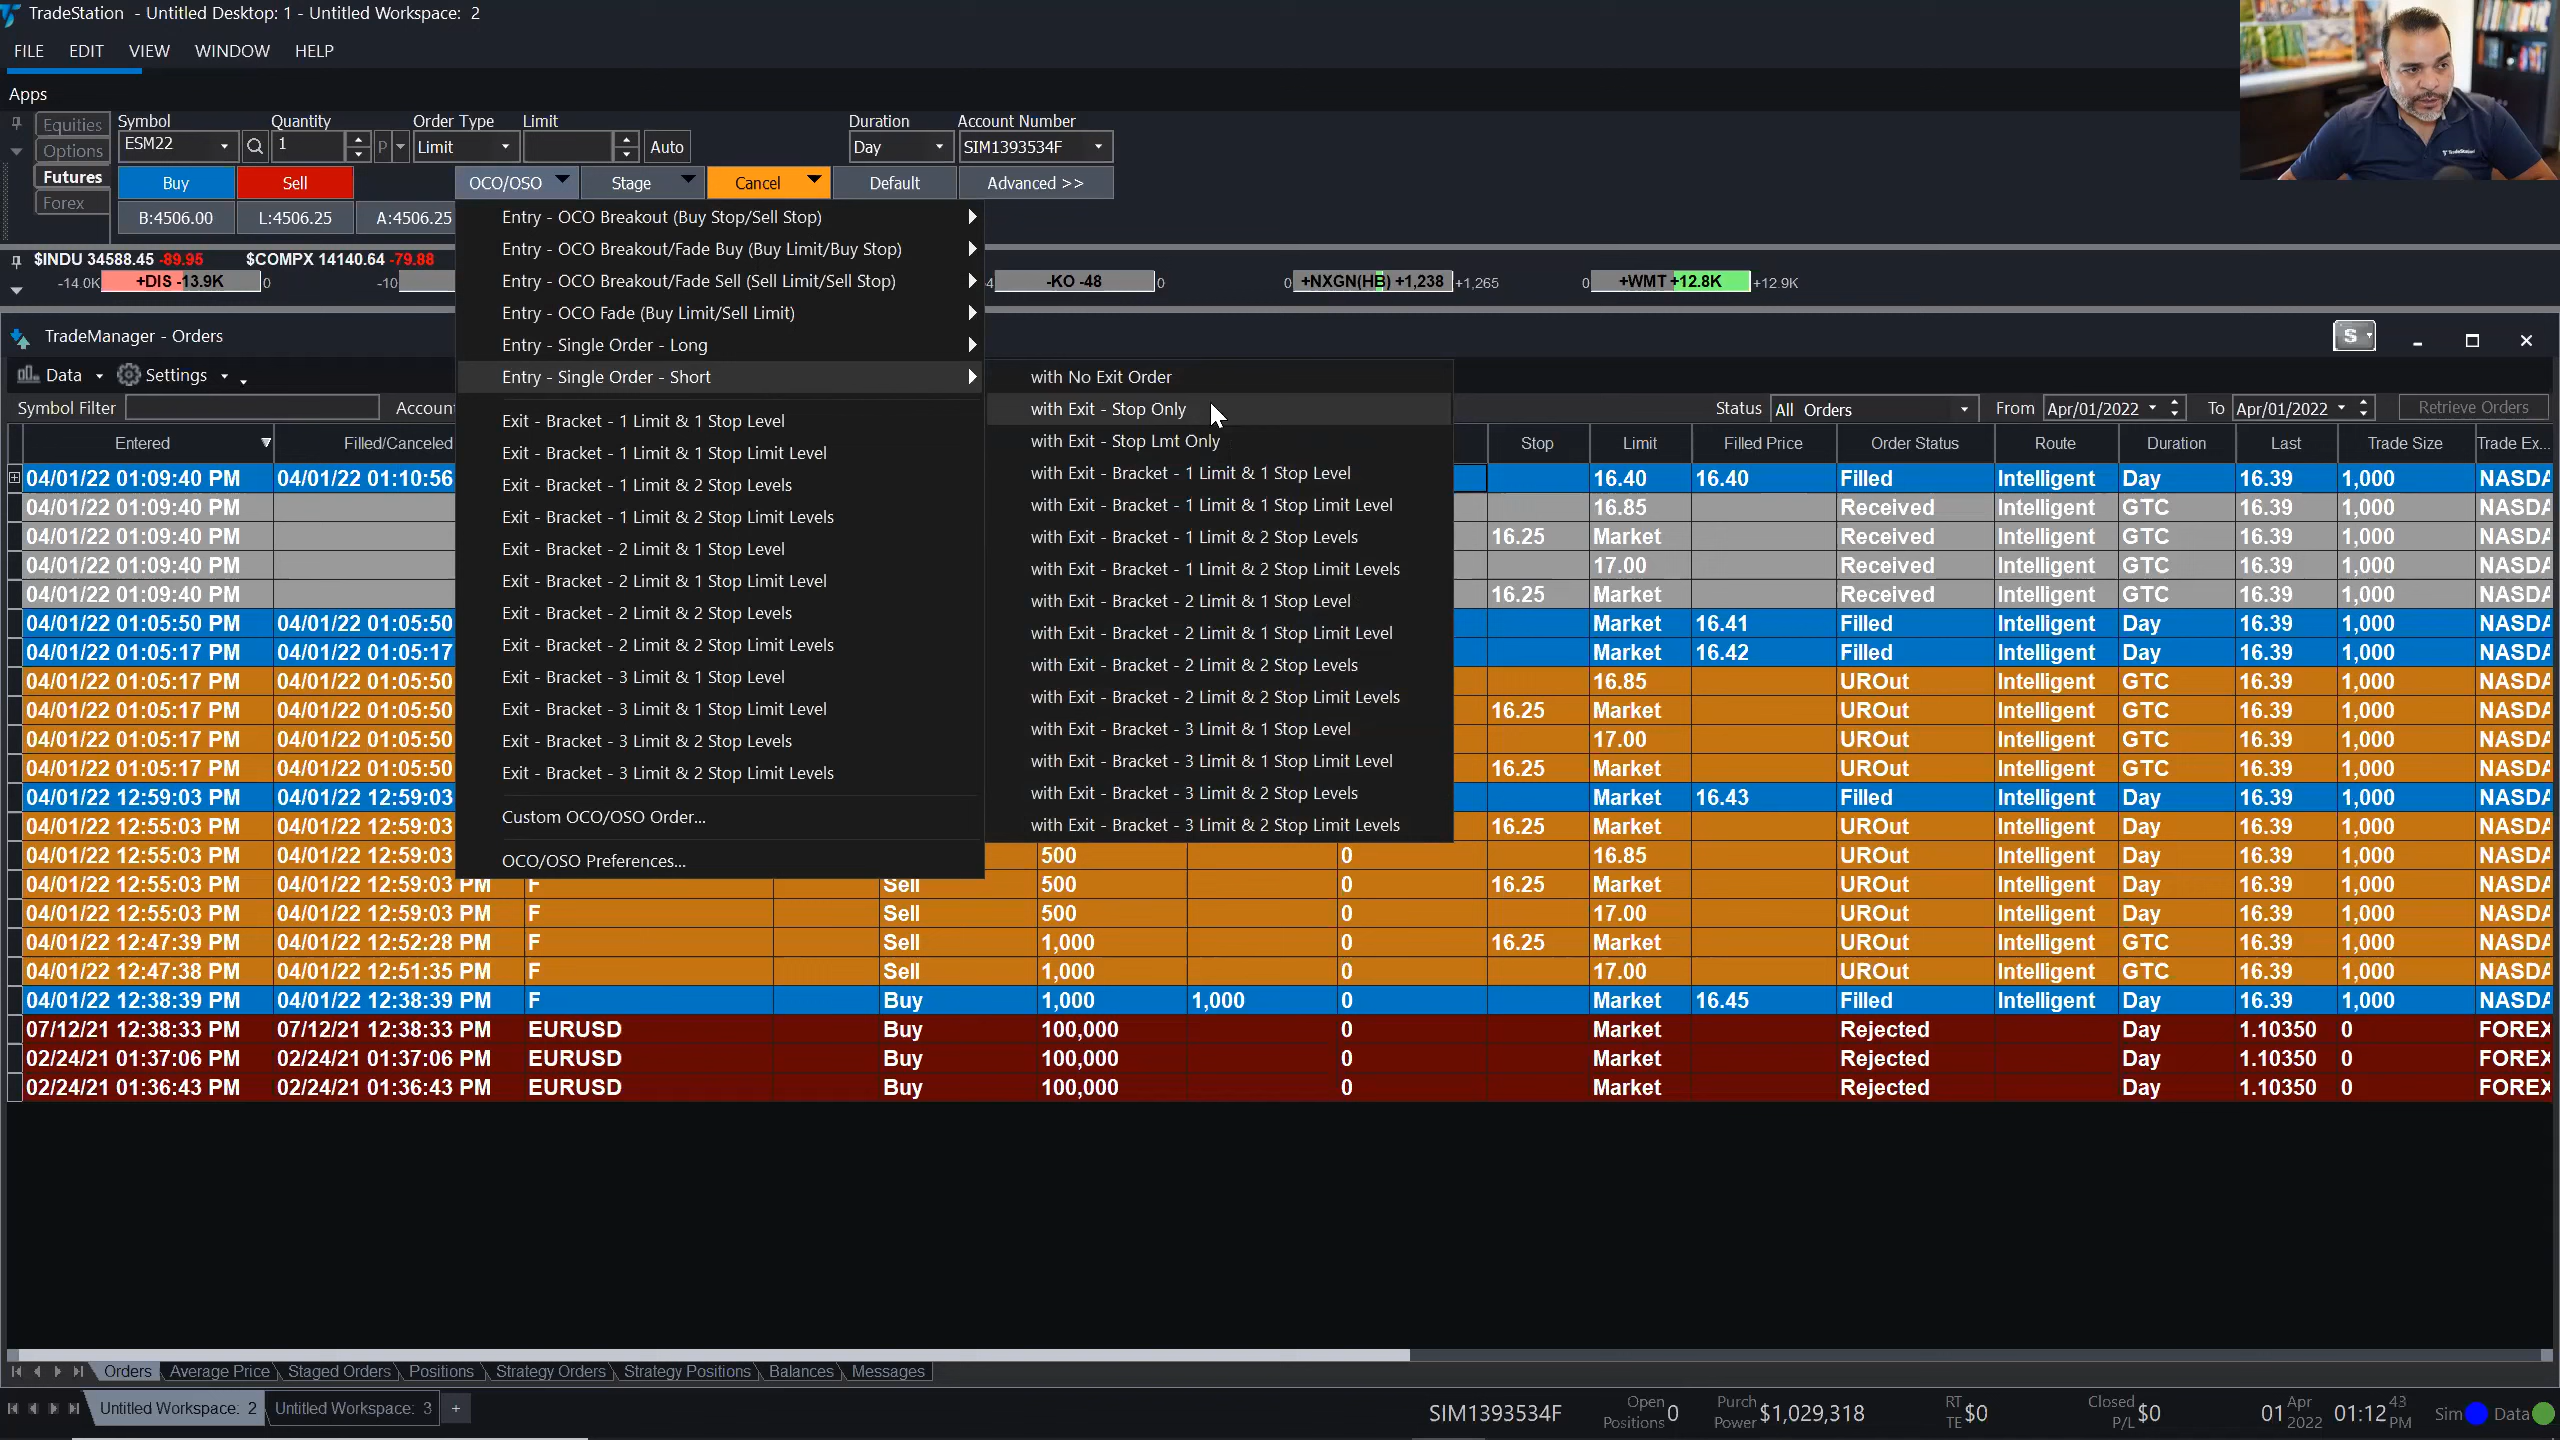 TradeStation - Untitled Desktop: 1 - Untitled Workspace: 2
FILE EDIT VIEW WINDOW HELP
Apps
Equities
Options
Futures
Forex
Symbol Quantity Order Type Limit Duration Account Number
ESM22 1 P Limit Auto Day SIM1393534F
Buy Sell OCO/OSO Stage Cancel Default Advanced >>
B:4506.00 L:4506.25 A:4506.25
$INDU 34588.45 -89.95 $COMPX 14140.64 -79.88
-14.0K +DIS -13.9K 0 -10 4 -KO -48 0 0 +NXGN(HB) +1,238 +1,265 0 +WMT +12.8K +12.9K
Entry - OCO Breakout (Buy Stop/Sell Stop)
Entry - OCO Breakout/Fade Buy (Buy Limit/Buy Stop)
Entry - OCO Breakout/Fade Sell (Sell Limit/Sell Stop)
Entry - OCO Fade (Buy Limit/Sell Limit)
Entry - Single Order - Long
Entry - Single Order - Short
Exit - Bracket - 1 Limit & 1 Stop Level
Exit - Bracket - 1 Limit & 1 Stop Limit Level
Exit - Bracket - 1 Limit & 2 Stop Levels
Exit - Bracket - 1 Limit & 2 Stop Limit Levels
Exit - Bracket - 2 Limit & 1 Stop Level
Exit - Bracket - 2 Limit & 1 Stop Limit Level
Exit - Bracket - 2 Limit & 2 Stop Levels
Exit - Bracket - 2 Limit & 2 Stop Limit Levels
Exit - Bracket - 3 Limit & 1 Stop Level
Exit - Bracket - 3 Limit & 1 Stop Limit Level
Exit - Bracket - 3 Limit & 2 Stop Levels
Exit - Bracket - 3 Limit & 2 Stop Limit Levels
Custom OCO/OSO Order...
OCO/OSO Preferences...
with No Exit Order
with Exit - Stop Only
with Exit - Stop Lmt Only
with Exit - Bracket - 1 Limit & 1 Stop Level
with Exit - Bracket - 1 Limit & 1 Stop Limit Level
with Exit - Bracket - 1 Limit & 2 Stop Levels
with Exit - Bracket - 1 Limit & 2 Stop Limit Levels
with Exit - Bracket - 2 Limit & 1 Stop Level
with Exit - Bracket - 2 Limit & 1 Stop Limit Level
with Exit - Bracket - 2 Limit & 2 Stop Levels
with Exit - Bracket - 2 Limit & 2 Stop Limit Levels
with Exit - Bracket - 3 Limit & 1 Stop Level
with Exit - Bracket - 3 Limit & 1 Stop Limit Level
with Exit - Bracket - 3 Limit & 2 Stop Levels
with Exit - Bracket - 3 Limit & 2 Stop Limit Levels
TradeManager - Orders S
Data Settings
Symbol Filter Account Status All Orders From Apr/01/2022 To Apr/01/2022 Retrieve Orders
Entered Filled/Canceled Stop Limit Filled Price Order Status Route Duration Last Trade Size Trade Ex...
04/01/22 01:09:40 PM 04/01/22 01:10:56 16.40 16.40 Filled Intelligent Day 16.39 1,000 NASDA
04/01/22 01:09:40 PM 16.85 Received Intelligent GTC 16.39 1,000 NASDA
04/01/22 01:09:40 PM 16.25 Market Received Intelligent GTC 16.39 1,000 NASDA
04/01/22 01:09:40 PM 17.00 Received Intelligent GTC 16.39 1,000 NASDA
04/01/22 01:09:40 PM 16.25 Market Received Intelligent GTC 16.39 1,000 NASDA
04/01/22 01:05:50 PM 04/01/22 01:05:50 Market 16.41 Filled Intelligent Day 16.39 1,000 NASDA
04/01/22 01:05:17 PM 04/01/22 01:05:17 Market 16.42 Filled Intelligent Day 16.39 1,000 NASDA
04/01/22 01:05:17 PM 04/01/22 01:05:50 16.85 UROut Intelligent GTC 16.39 1,000 NASDA
04/01/22 01:05:17 PM 04/01/22 01:05:50 16.25 Market UROut Intelligent GTC 16.39 1,000 NASDA
04/01/22 01:05:17 PM 04/01/22 01:05:50 17.00 UROut Intelligent GTC 16.39 1,000 NASDA
04/01/22 01:05:17 PM 04/01/22 01:05:50 16.25 Market UROut Intelligent GTC 16.39 1,000 NASDA
04/01/22 12:59:03 PM 04/01/22 12:59:03 Market 16.43 Filled Intelligent Day 16.39 1,000 NASDA
04/01/22 12:55:03 PM 04/01/22 12:59:03 16.25 Market UROut Intelligent Day 16.39 1,000 NASDA
04/01/22 12:55:03 PM 04/01/22 12:59:03 500 0 16.85 UROut Intelligent Day 16.39 1,000 NASDA
04/01/22 12:55:03 PM 04/01/22 12:59:03 PM F Sell 500 0 16.25 Market UROut Intelligent Day 16.39 1,000 NASDA
04/01/22 12:55:03 PM 04/01/22 12:59:03 PM F Sell 500 0 17.00 UROut Intelligent Day 16.39 1,000 NASDA
04/01/22 12:47:39 PM 04/01/22 12:52:28 PM F Sell 1,000 0 16.25 Market UROut Intelligent GTC 16.39 1,000 NASDA
04/01/22 12:47:38 PM 04/01/22 12:51:35 PM F Sell 1,000 0 17.00 UROut Intelligent GTC 16.39 1,000 NASDA
04/01/22 12:38:39 PM 04/01/22 12:38:39 PM F Buy 1,000 1,000 0 Market 16.45 Filled Intelligent Day 16.39 1,000 NASDA
07/12/21 12:38:33 PM 07/12/21 12:38:33 PM EURUSD Buy 100,000 0 Market Rejected Day 1.10350 0 FOREX
02/24/21 01:37:06 PM 02/24/21 01:37:06 PM EURUSD Buy 100,000 0 Market Rejected Day 1.10350 0 FOREX
02/24/21 01:36:43 PM 02/24/21 01:36:43 PM EURUSD Buy 100,000 0 Market Rejected Day 1.10350 0 FOREX
Orders Average Price Staged Orders Positions Strategy Orders Strategy Positions Balances Messages
Untitled Workspace: 2 Untitled Workspace: 3 +
SIM1393534F Open Positions 0 Purch Power $1,029,318 RT TE $0 Closed P/L $0 01 Apr 2022 01:12 43 PM Sim Data